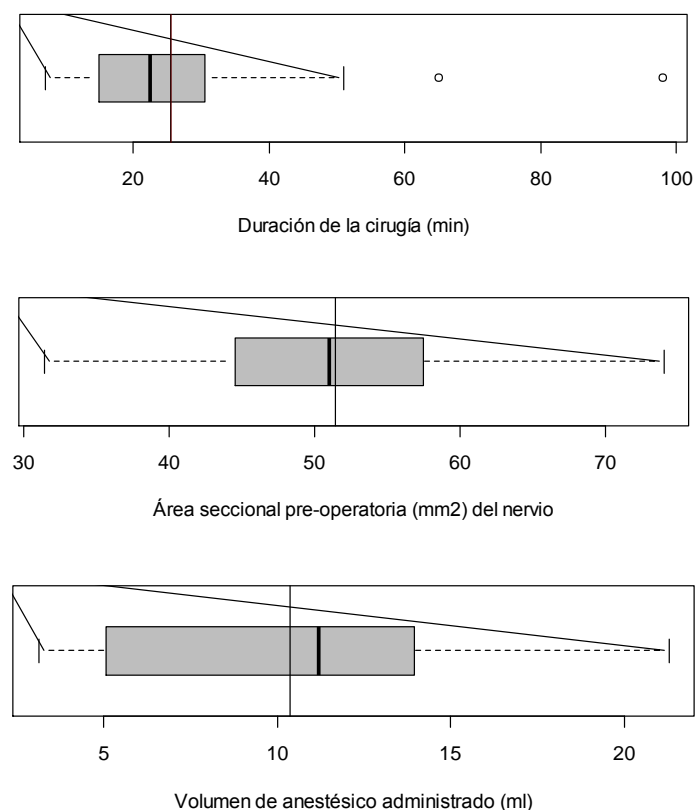 20 40 60 80 100
Duración de la cirugía (min)
30 40 50 60 70
Área seccional pre-operatoria (mm2) del nervio
5 10 15 20
Volumen de anestésico administrado (ml)